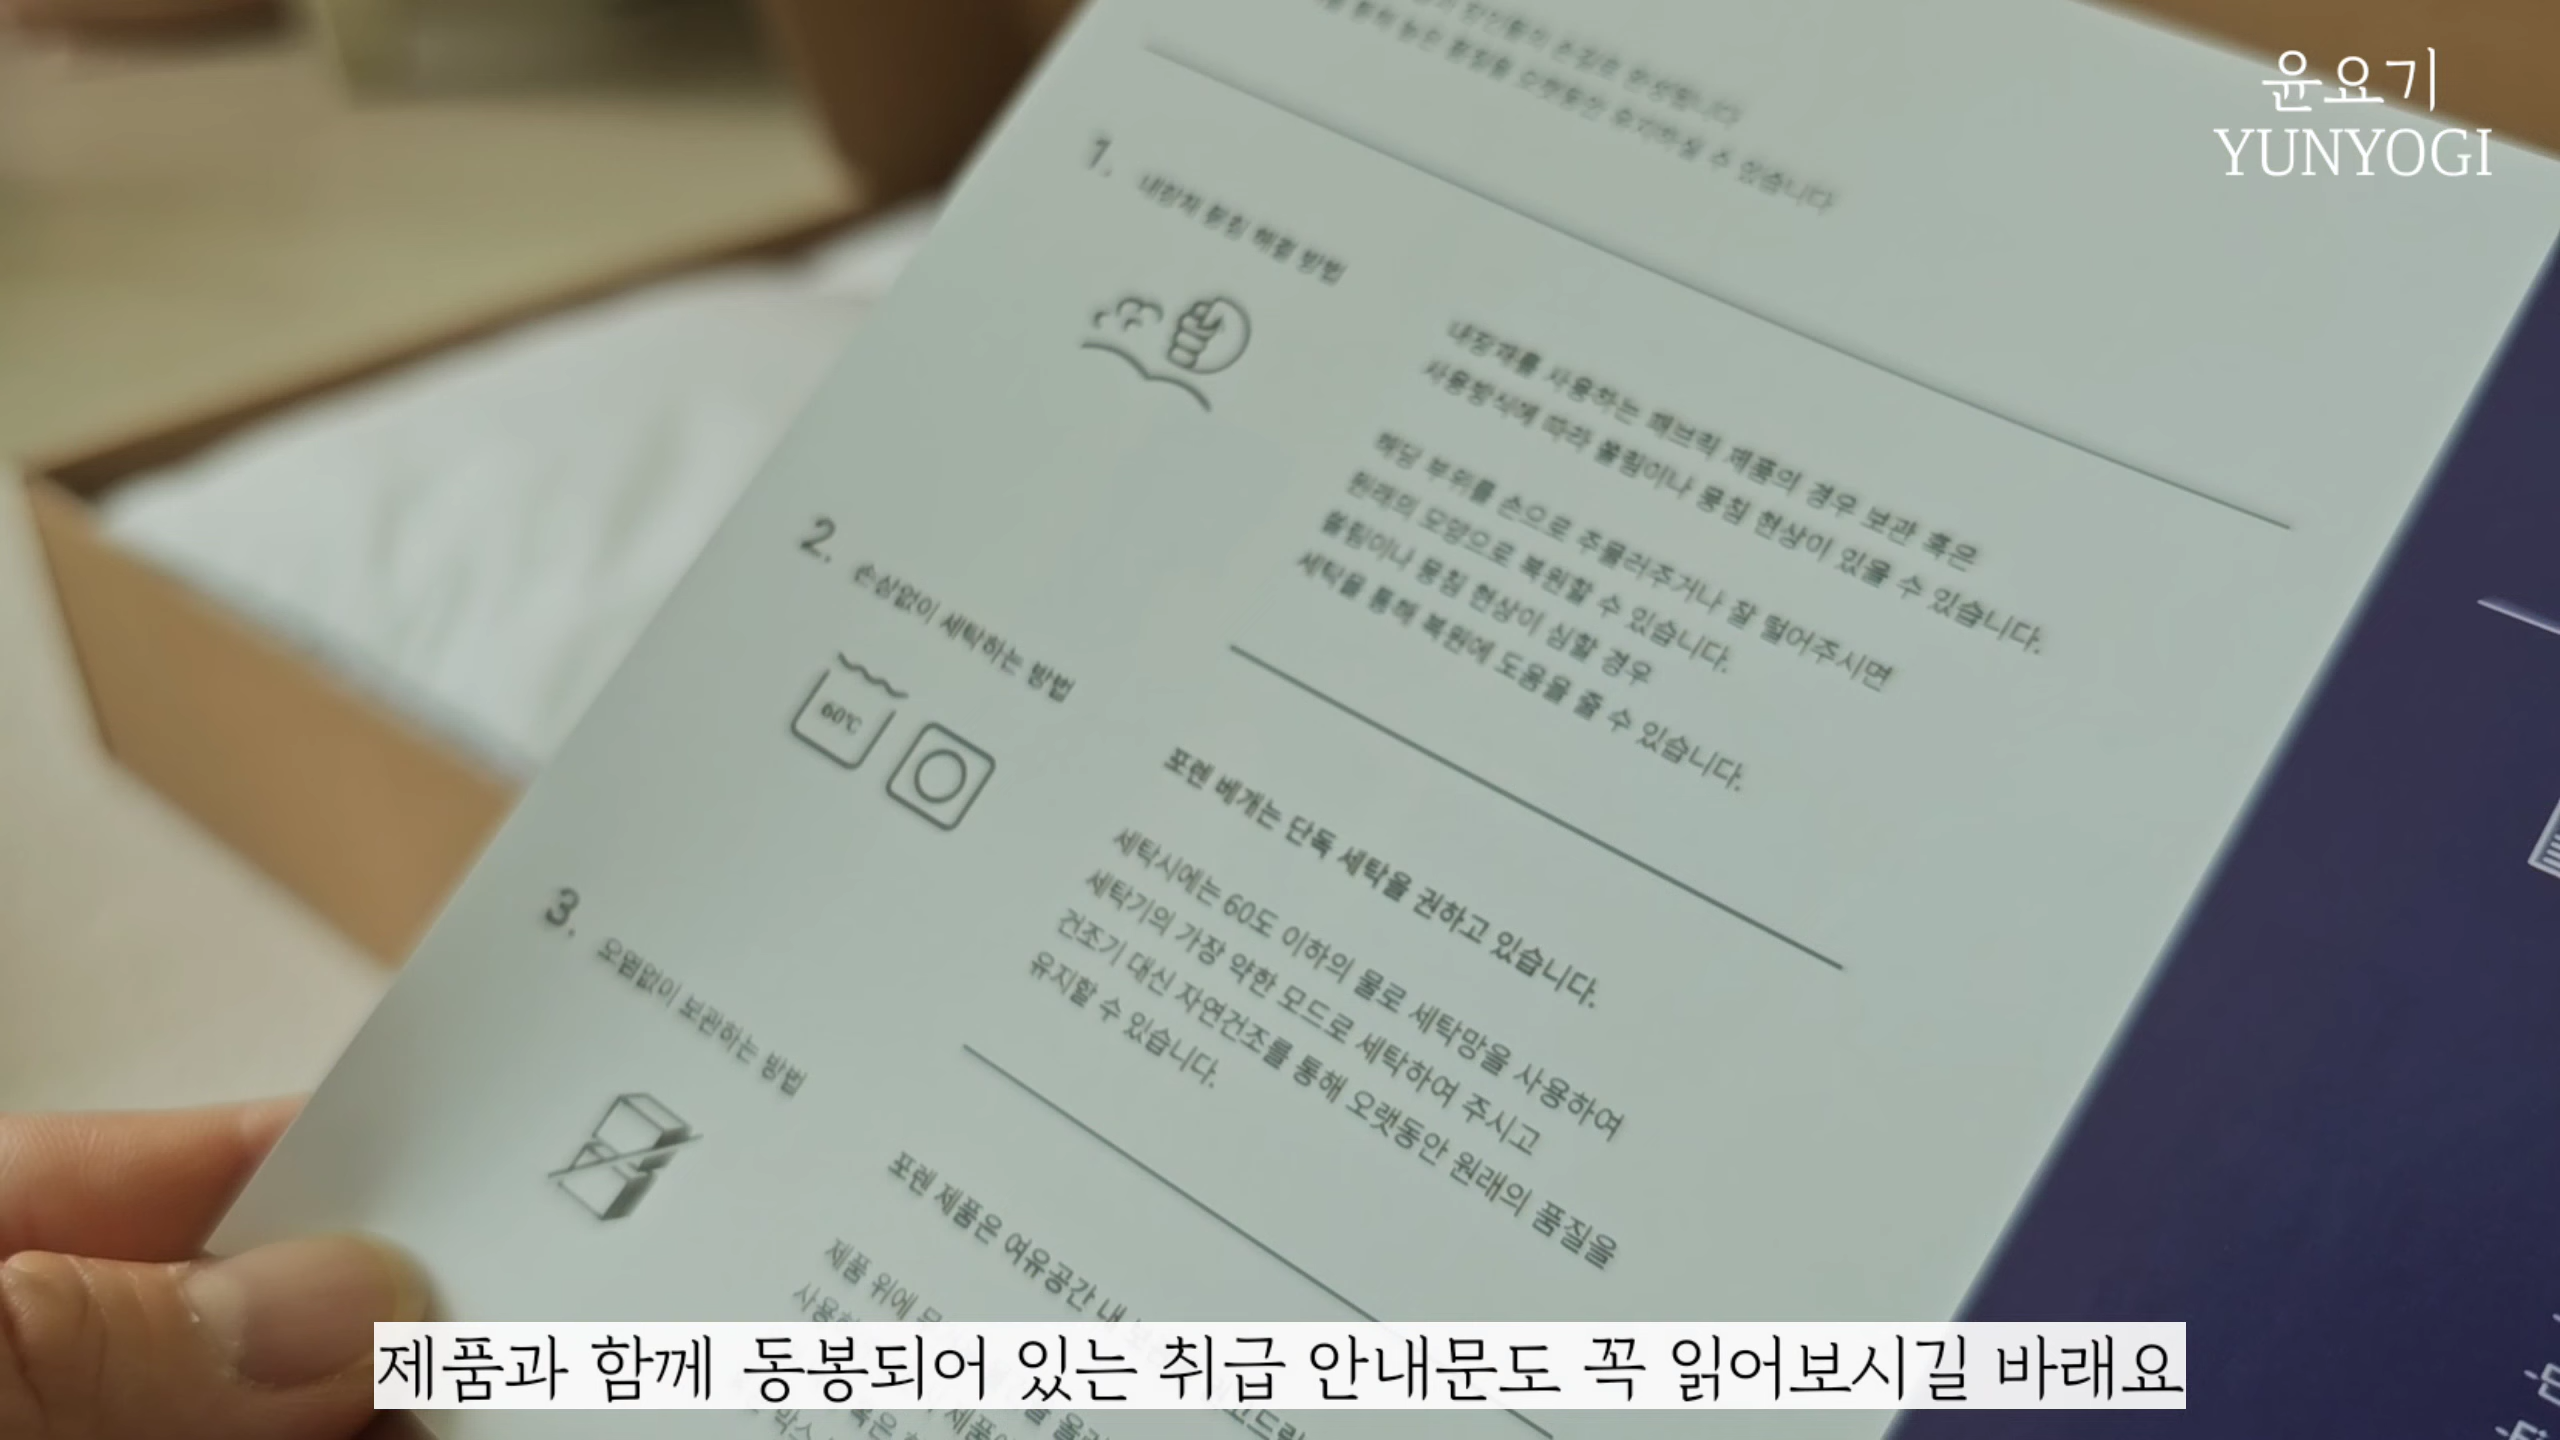 윤요기
YUNYOGI
수 있습니다
1. 내장재 뭉침 해결 방법
내장재를 사용하는 패브릭 제품의 경우 보관 혹은
사용방식에 따라 쏠림이나 뭉침 현상이 있을 수 있습니다.
해당 부위를 손으로 주물러주거나 잘 털어주시면
원래의 모양으로 복원할 수 있습니다.
쏠림이나 뭉침 현상이 심할 경우
세탁을 통해 복원에 도움을 줄 수 있습니다.
2. 손상없이 세탁하는 방법
60℃
포렌 베개는 단독 세탁을 권하고 있습니다.
세탁시에는 60도 이하의 물로 세탁망을 사용하여
세탁기의 가장 약한 모드로 세탁하여 주시고
건조기 대신 자연건조를 통해 오랫동안 원래의 품질을
유지할 수 있습니다.
3. 오염없이 보관하는 방법
포렌 제품은 여유공간 내
제품 위에
제품과 함께 동봉되어 있는 취급 안내문도 꼭 읽어보시길 바래요